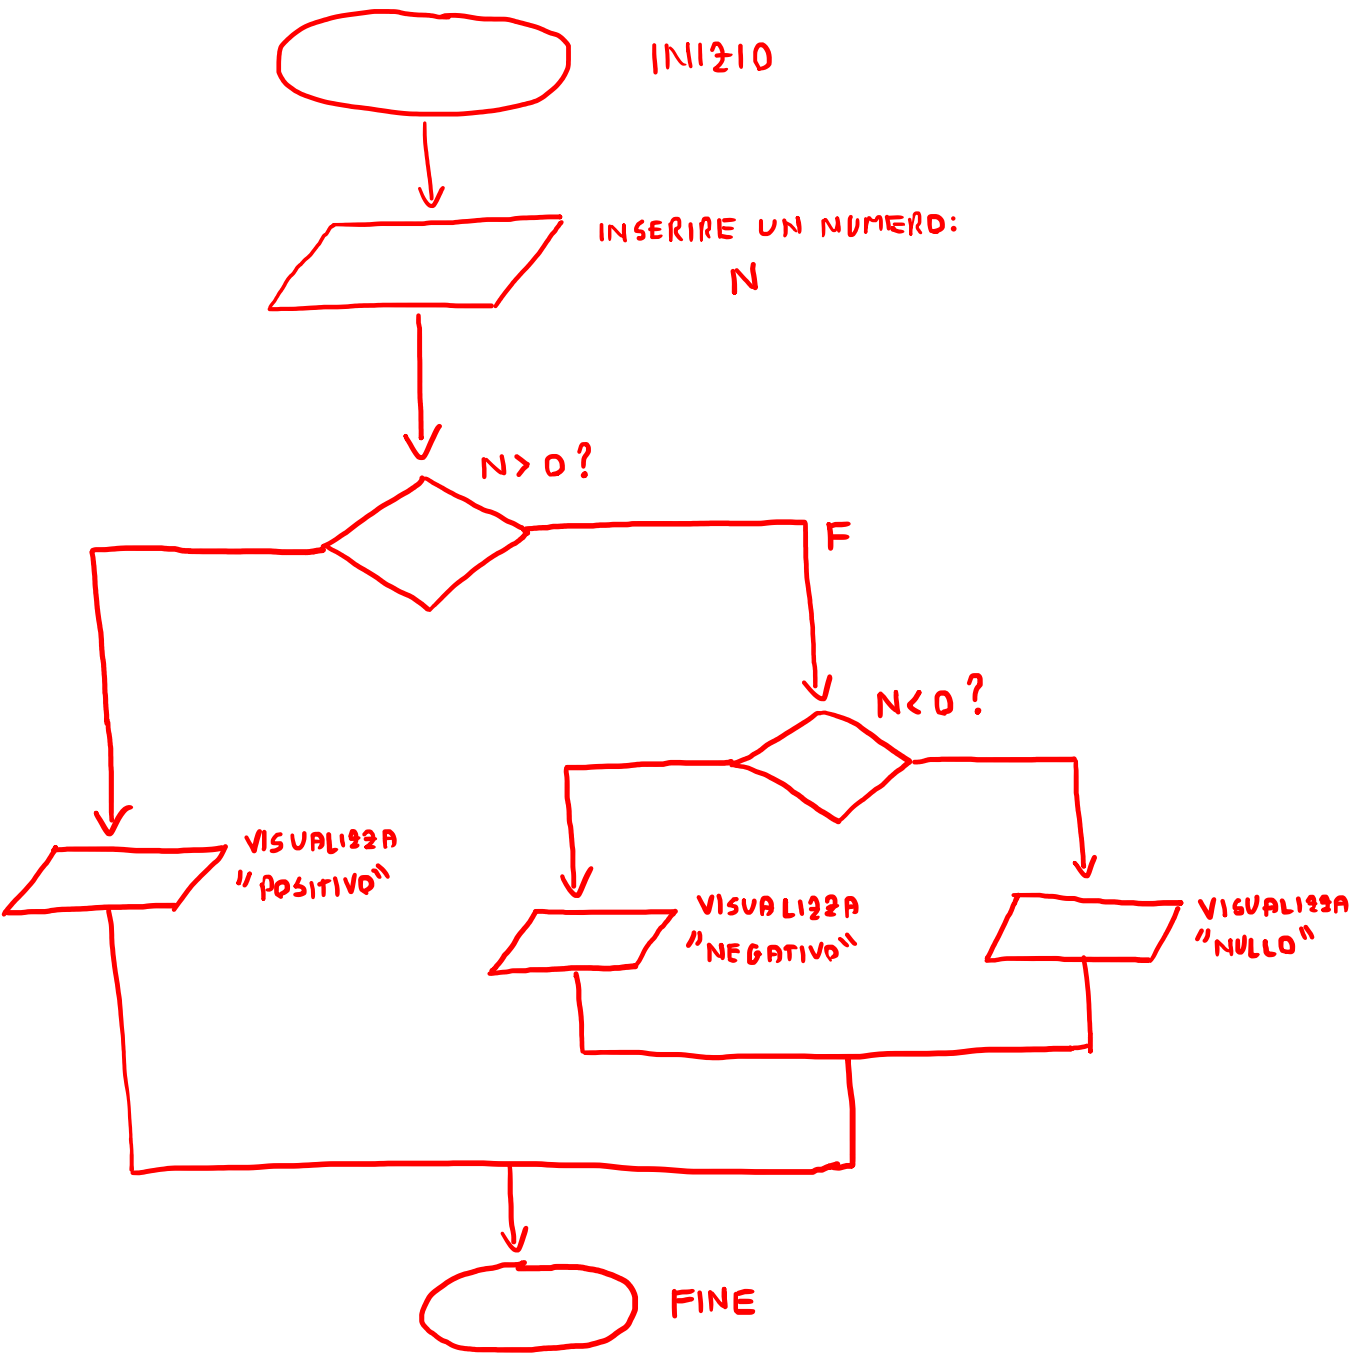 INIZIO
INSERIRE UN NUMERO:
N
N>0?
F
N<0?
VISUALIZZA
"POSITIVO"
VISUALIZZA
"NEGATIVO"
VISUALIZZA
"NULLO"
FINE